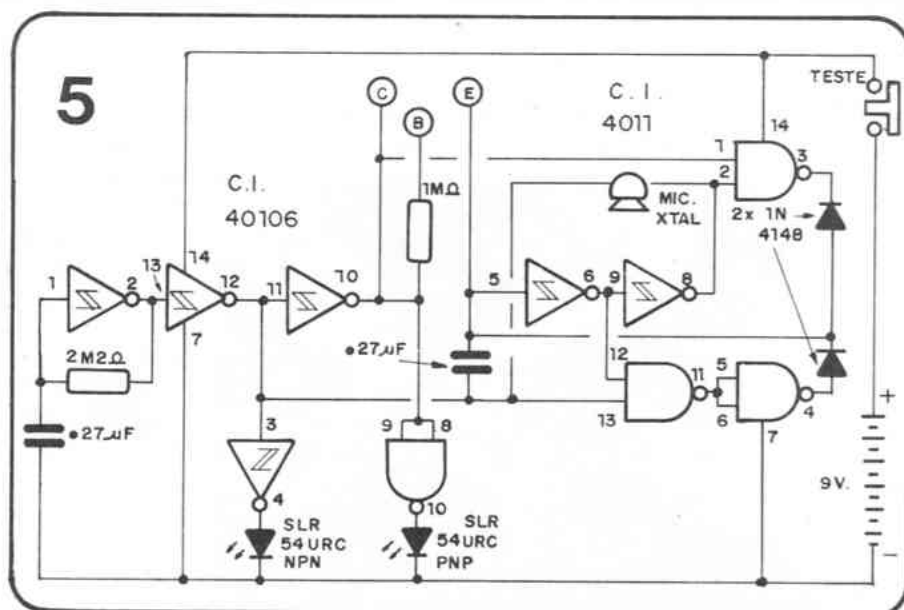 5
C
B
E
C. I.
4011
TESTE
14
1
2
3
C.I.
40106
1MΩ
MIC.
XTAL
2x 1N
4148
14
1
2
13
12
11
10
5
6
9
8
7
2M2Ω
•27µF
•27µF
12
13
11
5
6
4
7
3
9
8
4
10
+
9V.
-
SLR
54URC
NPN
SLR
54URC
PNP